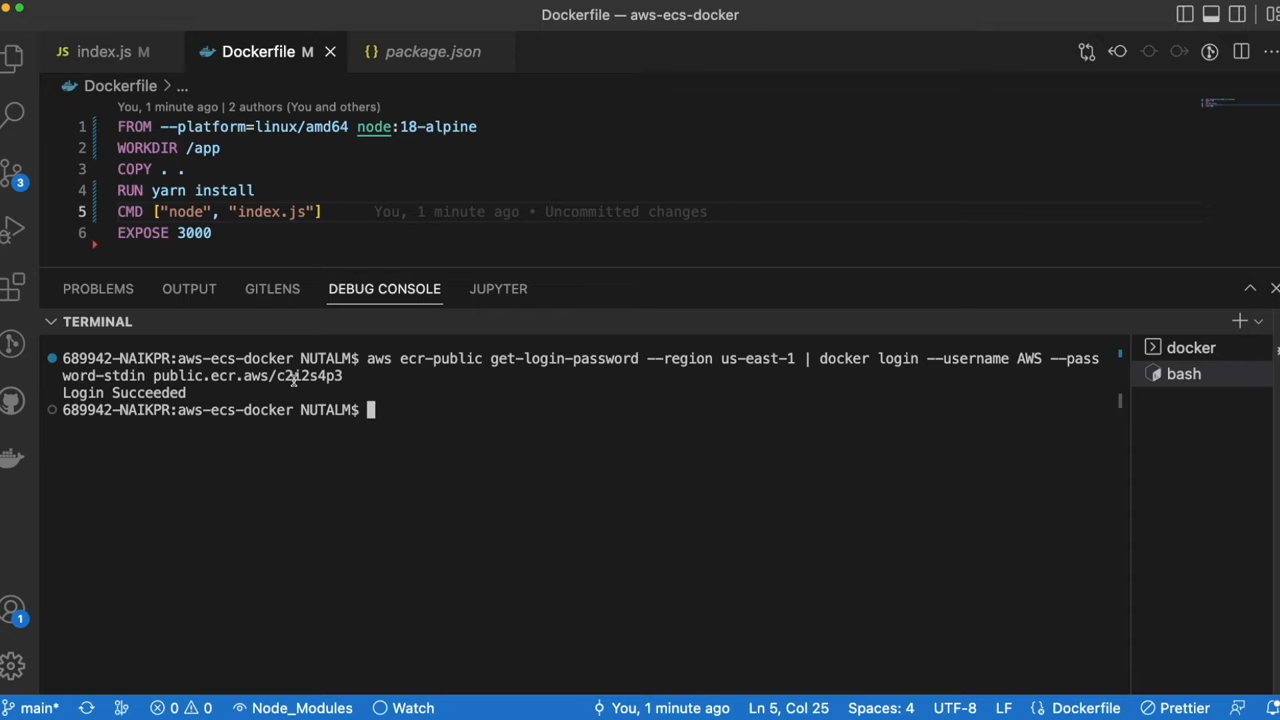 Dockerfile — aws-ecs-docker
JS index.js M
Dockerfile M
{} package.json
Dockerfile > ...
You, 1 minute ago | 2 authors (You and others)
1 FROM --platform=linux/amd64 node:18-alpine
2 WORKDIR /app
3 COPY . .
4 RUN yarn install
5 CMD ["node", "index.js"] You, 1 minute ago • Uncommitted changes
6 EXPOSE 3000
3
PROBLEMS OUTPUT GITLENS DEBUG CONSOLE JUPYTER
TERMINAL
689942-NAIKPR:aws-ecs-docker NUTALM$ aws ecr-public get-login-password --region us-east-1 | docker login --username AWS --pass
word-stdin public.ecr.aws/c2i2s4p3
Login Succeeded
689942-NAIKPR:aws-ecs-docker NUTALM$
docker
bash
1
main* 0 0 Node_Modules Watch You, 1 minute ago Ln 5, Col 25 Spaces: 4 UTF-8 LF {} Dockerfile Prettier